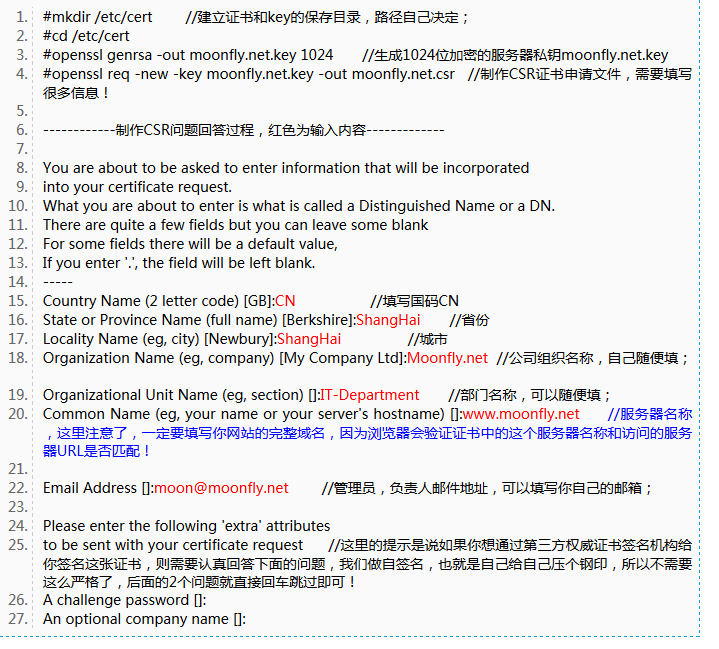 1. #mkdir /etc/cert //建立证书和key的保存目录，路径自己决定；
2. #cd /etc/cert
3. #openssl genrsa -out moonfly.net.key 1024 //生成1024位加密的服务器私钥moonfly.net.key
4. #openssl req -new -key moonfly.net.key -out moonfly.net.csr //制作CSR证书申请文件，需要填写
很多信息！
5.
6. ------------制作CSR问题回答过程，红色为输入内容-------------
7.
8. You are about to be asked to enter information that will be incorporated
9. into your certificate request.
10. What you are about to enter is what is called a Distinguished Name or a DN.
11. There are quite a few fields but you can leave some blank
12. For some fields there will be a default value,
13. If you enter '.', the field will be left blank.
14. -----
15. Country Name (2 letter code) [GB]:CN //填写国码CN
16. State or Province Name (full name) [Berkshire]:ShangHai //省份
17. Locality Name (eg, city) [Newbury]:ShangHai //城市
18. Organization Name (eg, company) [My Company Ltd]:Moonfly.net //公司组织名称，自己随便填；
19. Organizational Unit Name (eg, section) []:IT-Department //部门名称，可以随便填；
20. Common Name (eg, your name or your server's hostname) []:www.moonfly.net //服务器名称
，这里注意了，一定要填写你网站的完整域名，因为浏览器会验证证书中的这个服务器名称和访问的服务
器URL是否匹配！
21.
22. Email Address []:moon@moonfly.net //管理员，负责人邮件地址，可以填写你自己的邮箱；
23.
24. Please enter the following 'extra' attributes
25. to be sent with your certificate request //这里的提示是说如果你想通过第三方权威证书签名机构给
你签名这张证书，则需要认真回答下面的问题，我们做自签名，也就是自己给自己压个钢印，所以不需要
这么严格了，后面的2个问题就直接回车跳过即可！
26. A challenge password []:
27. An optional company name []: